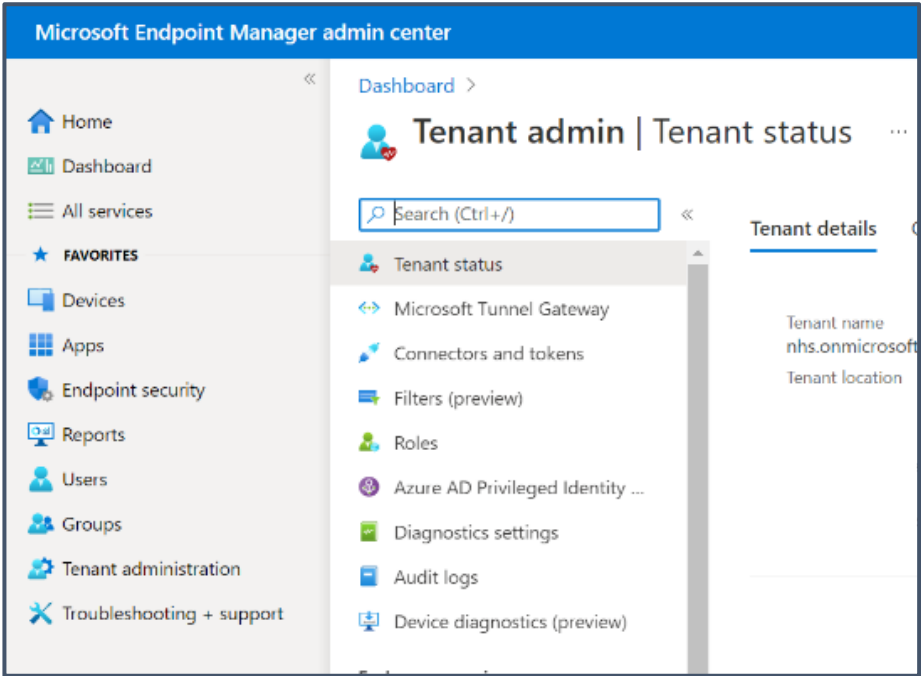 Microsoft Endpoint Manager admin center
Home
Dashboard
All services
FAVORITES
Devices
Apps
Endpoint security
Reports
Users
Groups
Tenant administration
Troubleshooting + support
Dashboard >
Tenant admin | Tenant status ...
Search (Ctrl+/)
Tenant status
Microsoft Tunnel Gateway
Connectors and tokens
Filters (preview)
Roles
Azure AD Privileged Identity ...
Diagnostics settings
Audit logs
Device diagnostics (preview)
Tenant details
Tenant name
nhs.onmicrosoft
Tenant location